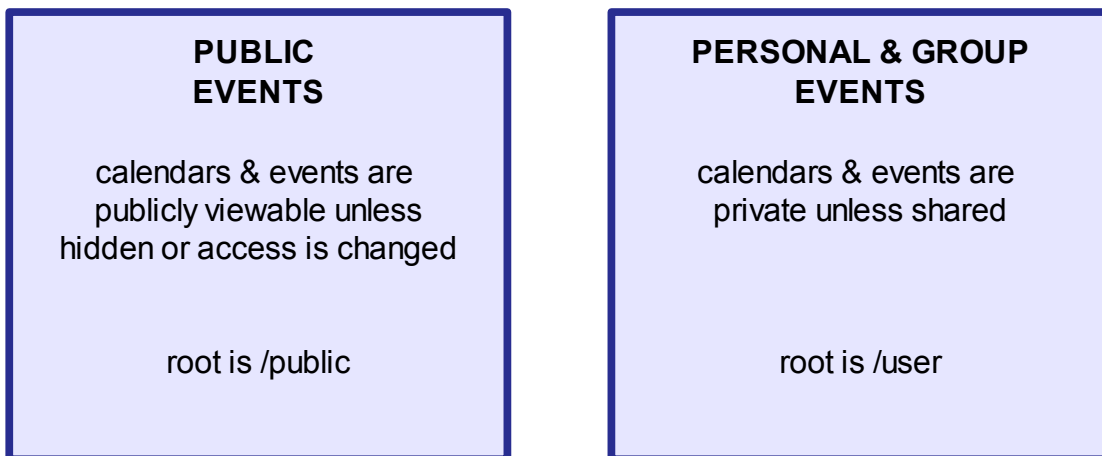 PUBLIC
EVENTS
calendars & events are
publicly viewable unless
hidden or access is changed
root is /public
PERSONAL & GROUP
EVENTS
calendars & events are
private unless shared
root is /user